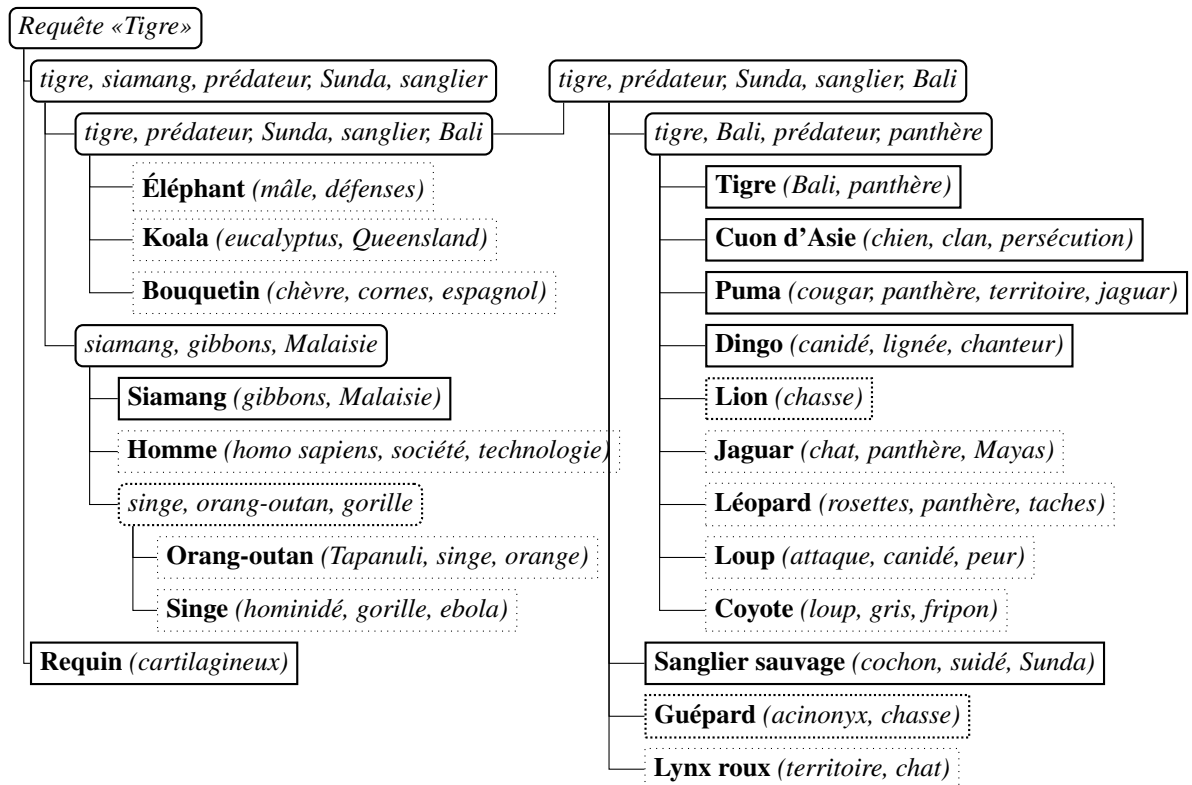 Requête «Tigre»
tigre, siamang, prédateur, Sunda, sanglier
tigre, prédateur, Sunda, sanglier, Bali
Éléphant (mâle, défenses)
Koala (eucalyptus, Queensland)
Bouquetin (chèvre, cornes, espagnol)
siamang, gibbons, Malaisie
Siamang (gibbons, Malaisie)
Homme (homo sapiens, société, technologie)
singe, orang-outan, gorille
Orang-outan (Tapanuli, singe, orange)
Singe (hominidé, gorille, ebola)
Requin (cartilagineux)
tigre, prédateur, Sunda, sanglier, Bali
tigre, Bali, prédateur, panthère
Tigre (Bali, panthère)
Cuon d'Asie (chien, clan, persécution)
Puma (cougar, panthère, territoire, jaguar)
Dingo (canidé, lignée, chanteur)
Lion (chasse)
Jaguar (chat, panthère, Mayas)
Léopard (rosettes, panthère, taches)
Loup (attaque, canidé, peur)
Coyote (loup, gris, fripon)
Sanglier sauvage (cochon, suidé, Sunda)
Guépard (acinonyx, chasse)
Lynx roux (territoire, chat)